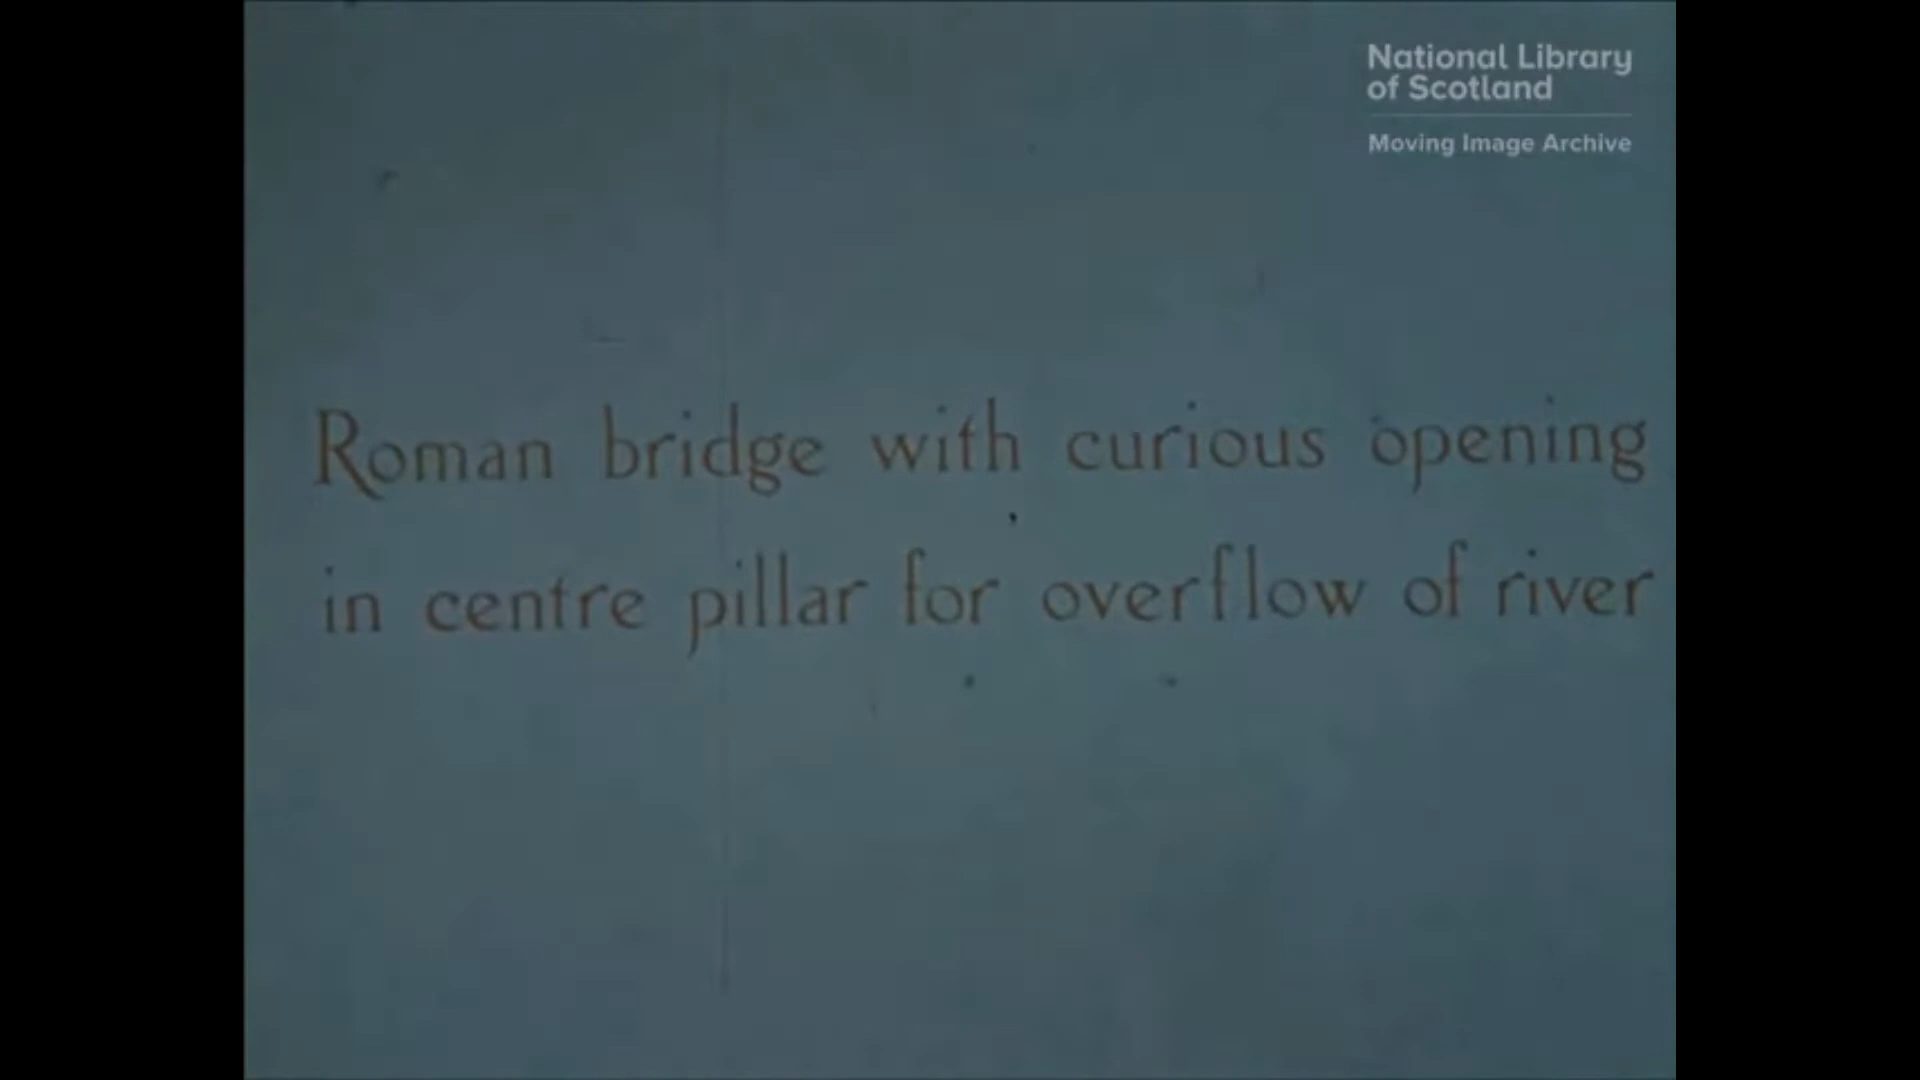 National Library
of Scotland
Moving Image Archive
Roman bridge with curious opening
in centre pillar for overflow of river